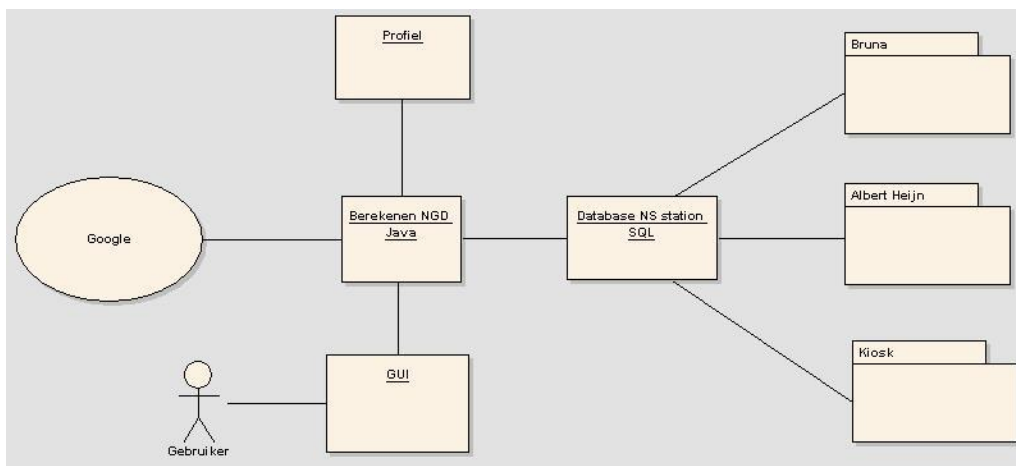 Profiel
Bruna
Google
Berekenen NGD
Java
Database NS station
SQL
Albert Heijn
GUI
Kiosk
Gebruiker